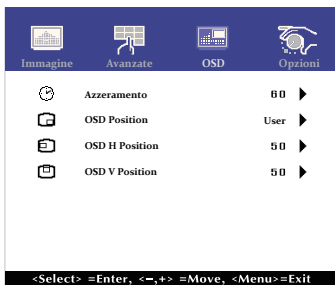 Immagine Avanzate OSD Opzioni
Azzeramento 60
OSD Position User
OSD H Position 50
OSD V Position 50
<Select> =Enter, <–,+> =Move, <Menu>=Exit